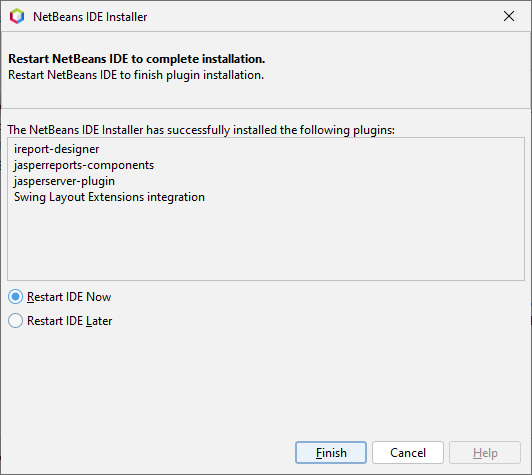 NetBeans IDE Installer
Restart NetBeans IDE to complete installation.
Restart NetBeans IDE to finish plugin installation.
The NetBeans IDE Installer has successfully installed the following plugins:
ireport-designer
jasperreports-components
jasperserver-plugin
Swing Layout Extensions integration
Restart IDE Now
Restart IDE Later
Finish Cancel Help